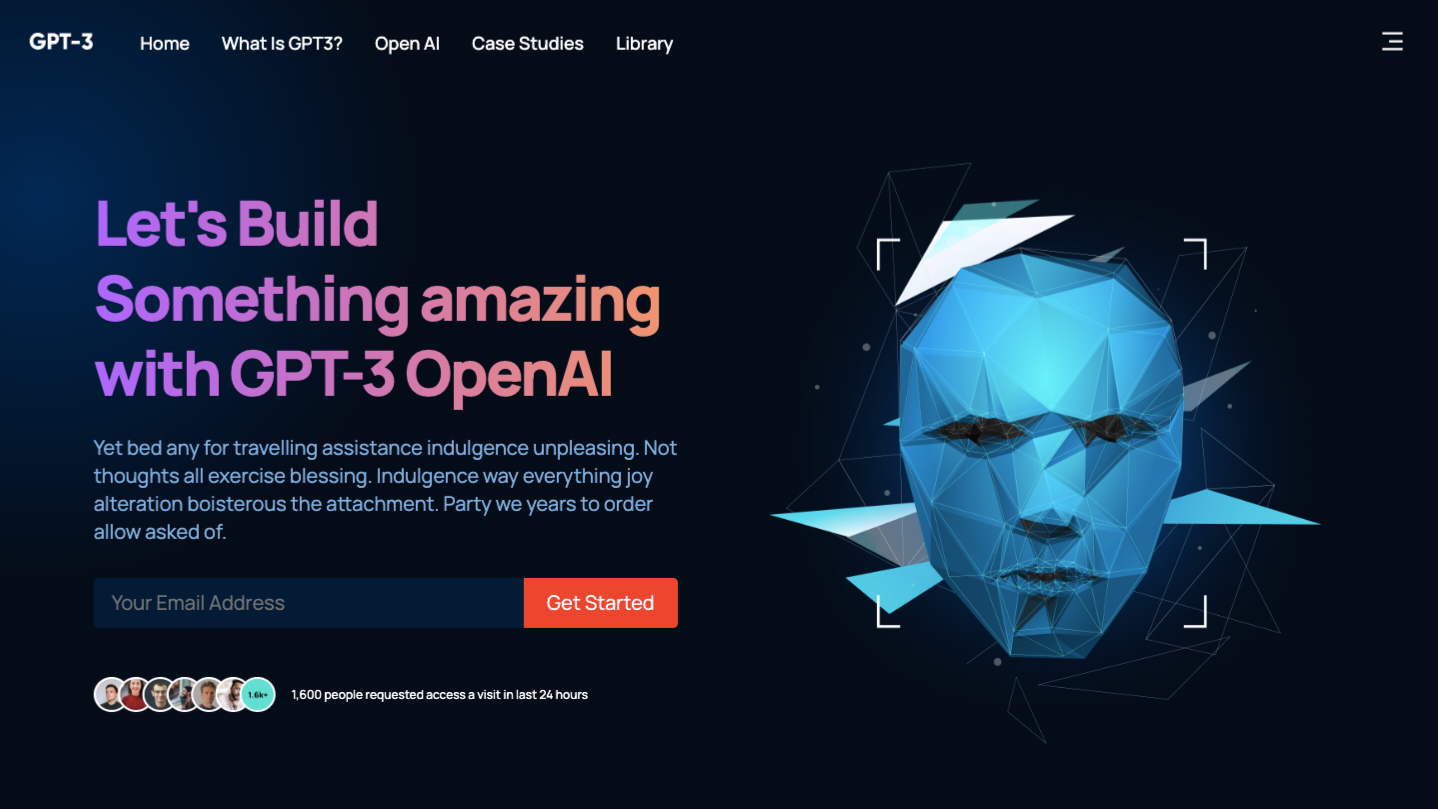 GPT-3
Home
What Is GPT3?
Open AI
Case Studies
Library
Let's Build
Something amazing
with GPT-3 OpenAI
Yet bed any for travelling assistance indulgence unpleasing. Not
thoughts all exercise blessing. Indulgence way everything joy
alteration boisterous the attachment. Party we years to order
allow asked of.
Your Email Address
Get Started
1.6k+
1,600 people requested access a visit in last 24 hours